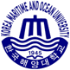 KOREA MARITIME AND OCEAN UNIVERSITY
1945
한국해양대학교